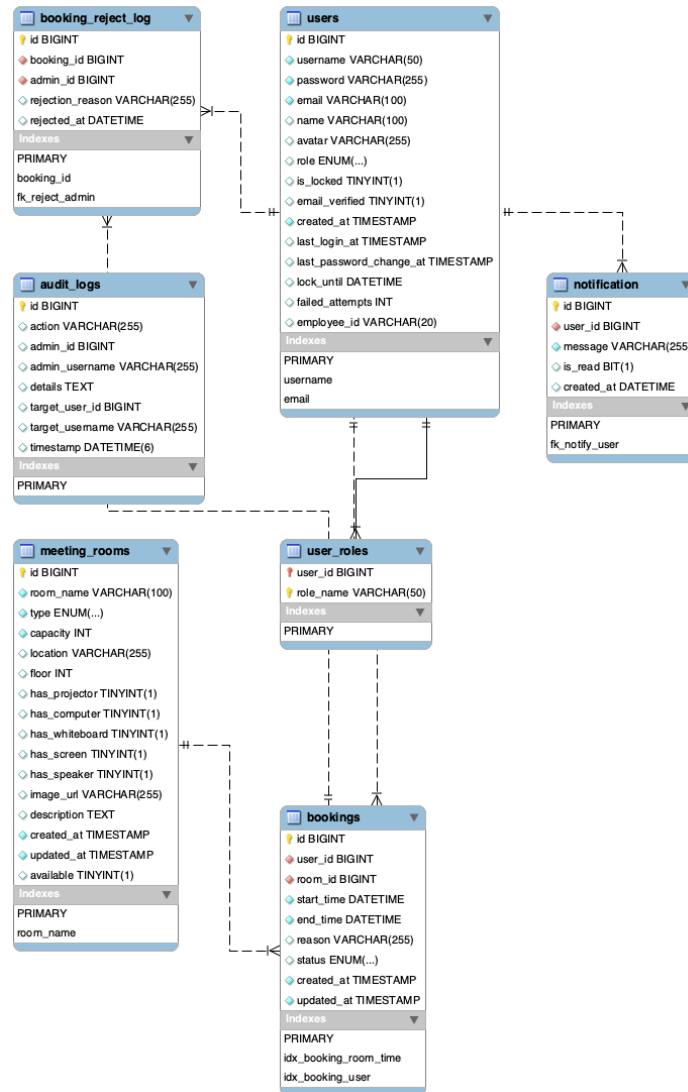 booking_reject_log
id BIGINT
booking_id BIGINT
admin_id BIGINT
rejection_reason VARCHAR(255)
rejected_at DATETIME
Indexes
PRIMARY
booking_id
fk_reject_admin
users
id BIGINT
username VARCHAR(50)
password VARCHAR(255)
email VARCHAR(100)
name VARCHAR(100)
avatar VARCHAR(255)
role ENUM(...)
is_locked TINYINT(1)
email_verified TINYINT(1)
created_at TIMESTAMP
last_login_at TIMESTAMP
last_password_change_at TIMESTAMP
lock_until DATETIME
failed_attempts INT
employee_id VARCHAR(20)
Indexes
PRIMARY
username
email
audit_logs
id BIGINT
action VARCHAR(255)
admin_id BIGINT
admin_username VARCHAR(255)
details TEXT
target_user_id BIGINT
target_username VARCHAR(255)
timestamp DATETIME(6)
Indexes
PRIMARY
notification
id BIGINT
user_id BIGINT
message VARCHAR(255
is_read BIT(1)
created_at DATETIME
Indexes
PRIMARY
fk_notify_user
meeting_rooms
id BIGINT
room_name VARCHAR(100)
type ENUM(...)
capacity INT
location VARCHAR(255)
floor INT
has_projector TINYINT(1)
has_computer TINYINT(1)
has_whiteboard TINYINT(1)
has_screen TINYINT(1)
has_speaker TINYINT(1)
image_url VARCHAR(255)
description TEXT
created_at TIMESTAMP
updated_at TIMESTAMP
available TINYINT(1)
Indexes
PRIMARY
room_name
user_roles
user_id BIGINT
role_name VARCHAR(50)
Indexes
PRIMARY
bookings
id BIGINT
user_id BIGINT
room_id BIGINT
start_time DATETIME
end_time DATETIME
reason VARCHAR(255)
status ENUM(...)
created_at TIMESTAMP
updated_at TIMESTAMP
Indexes
PRIMARY
idx_booking_room_time
idx_booking_user